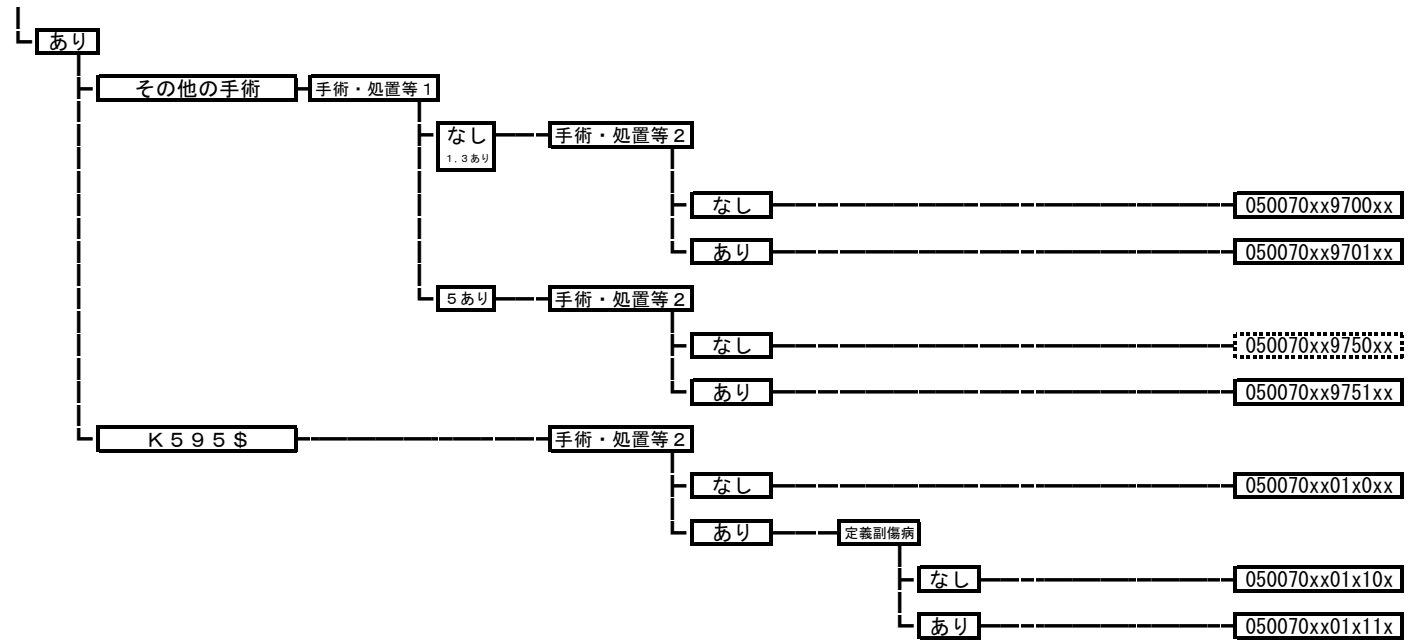 あり
その他の手術 手術・処置等１
なし 手術・処置等２
１，３あり
なし 050070xx9700xx
あり 050070xx9701xx
５あり 手術・処置等２
なし 050070xx9750xx
あり 050070xx9751xx
Ｋ５９５＄ 手術・処置等２
なし 050070xx01x0xx
あり 定義副傷病
なし 050070xx01x10x
あり 050070xx01x11x